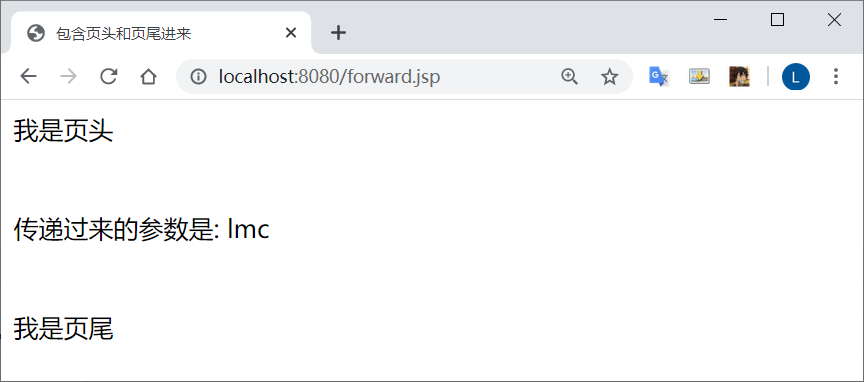 包含页头和页尾进来
localhost:8080/forward.jsp
L
我是页头
传递过来的参数是: lmc
我是页尾